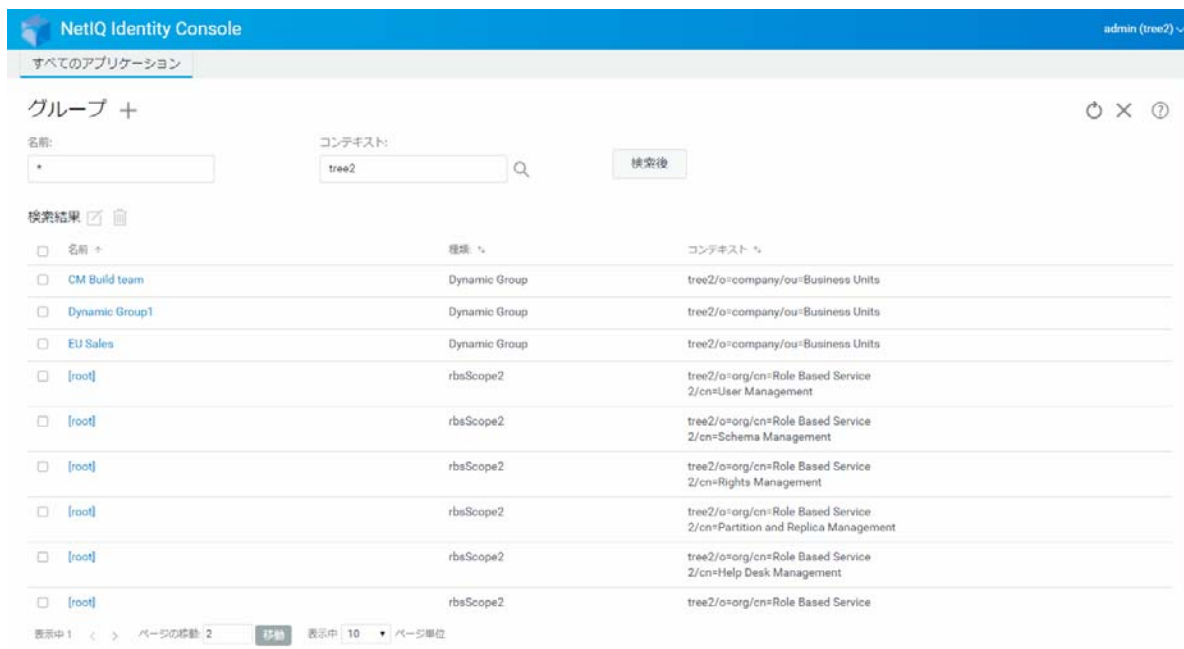 NetIQ Identity Console
admin (tree2)
すべてのアプリケーション
グループ +
名前:
コンテキスト:
*
tree2
検索後
検索結果
名前
種類:
コンテキスト
CM Build team Dynamic Group tree2/o=company/ou=Business Units
Dynamic Group1 Dynamic Group tree2/o=company/ou=Business Units
EU Sales Dynamic Group tree2/o=company/ou=Business Units
[root] rbsScope2 tree2/o=org/cn=Role Based Service
2/cn=User Management
[root] rbsScope2 tree2/o=org/cn=Role Based Service
2/cn=Schema Management
[root] rbsScope2 tree2/o=org/cn=Role Based Service
2/cn=Rights Management
[root] rbsScope2 tree2/o=org/cn=Role Based Service
2/cn=Partition and Replica Management
[root] rbsScope2 tree2/o=org/cn=Role Based Service
2/cn=Help Desk Management
[root] rbsScope2 tree2/o=org/cn=Role Based Service
表示中 1 < > ページの移動 2 移動 表示中 10 ページ単位